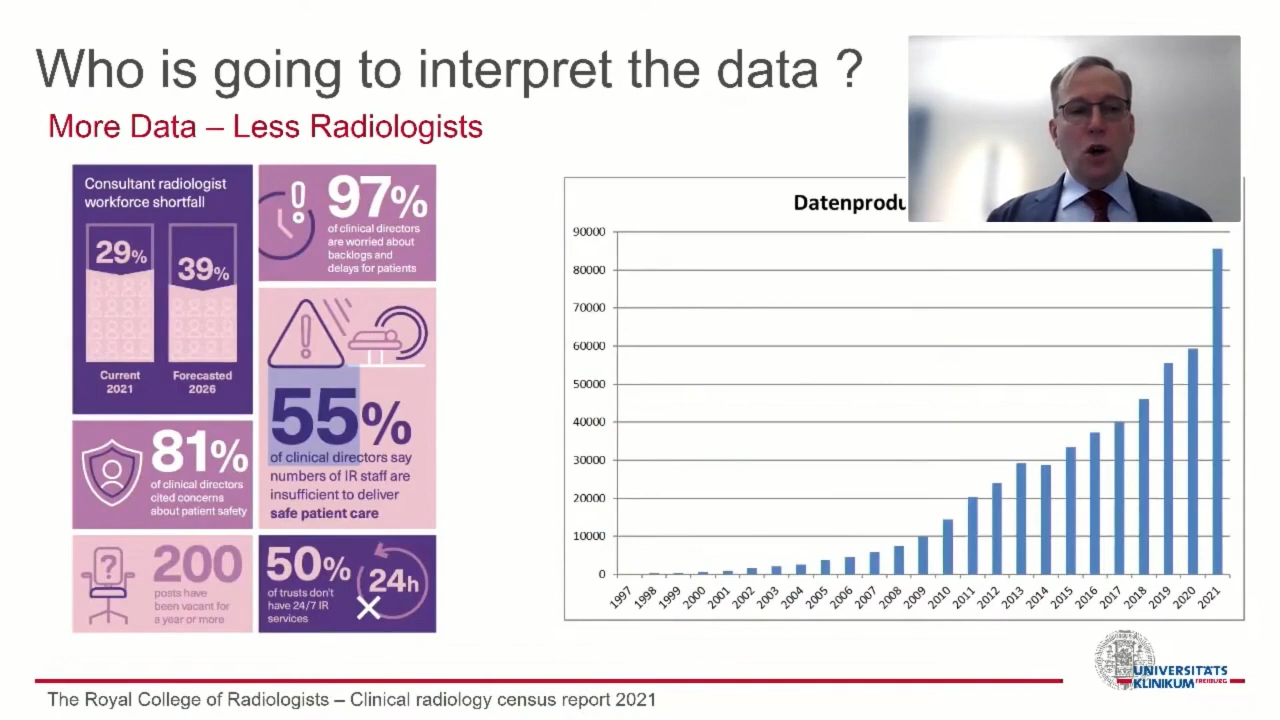 Who is going to interpret the data ?
More Data – Less Radiologists
Consultant radiologist
workforce shortfall
29%
39%
Current
2021
Forecasted
2026
97%
of clinical directors
are worried about
backlogs and
delays for patients
55%
of clinical directors say
numbers of IR staff are
insufficient to deliver
safe patient care
81%
of clinical directors
cited concerns
about patient safety
200
posts have
been vacant for
a year or more
50%
of trusts don't
have 24/7 IR
services
24h
Datenprodu
90000
80000
70000
60000
50000
40000
30000
20000
10000
0
1997 1998 1999 2000 2001 2002 2003 2004 2005 2006 2007 2008 2009 2010 2011 2012 2013 2014 2015 2016 2017 2018 2019 2020 2021
UNIVERSITÄTS
KLINIKUM FREIBURG
The Royal College of Radiologists – Clinical radiology census report 2021